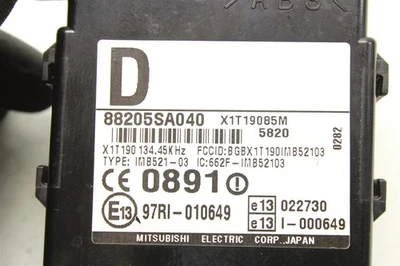 >ABS<
D
88205SA040 X1T19085M
5820
0282
X1T190 134.45KHz FCCID:BGBX1T190IMB52103
TYPE: IMB521-03 IC:662F-IMB52103
CE 0891
E13 97RI-010649
e13 022730
e13 I-000649
MITSUBISHI ELECTRIC CORP.,JAPAN